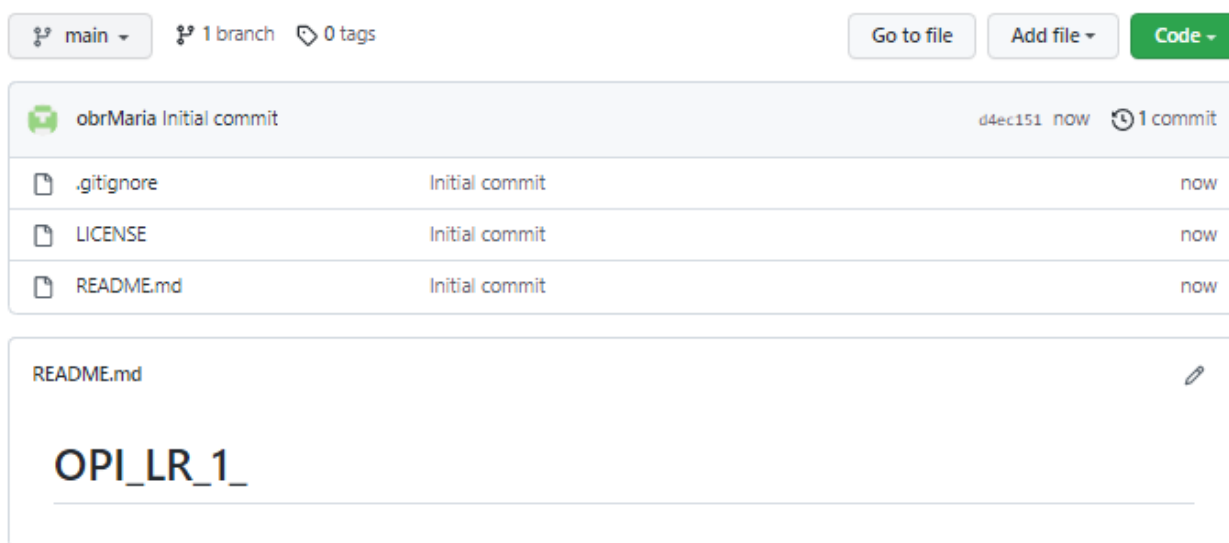 main 1 branch 0 tags Go to file Add file Code
obrMaria Initial commit d4ec151 now 1 commit
.gitignore Initial commit now
LICENSE Initial commit now
README.md Initial commit now
README.md
OPI_LR_1_